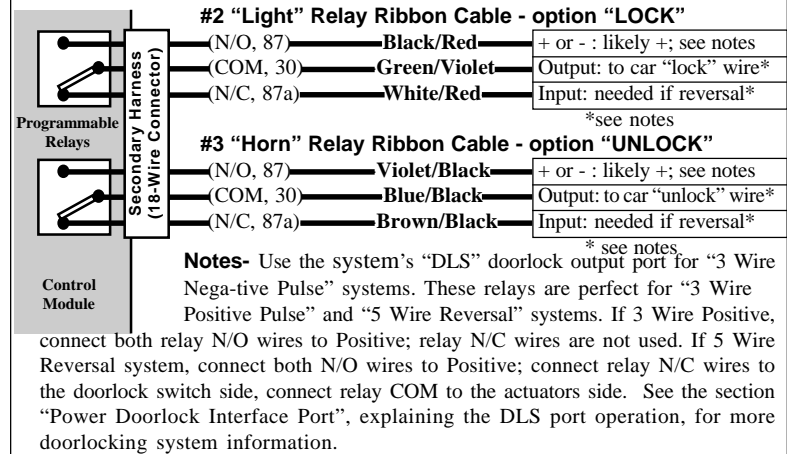 #2 "Light" Relay Ribbon Cable - option "LOCK"
(N/O, 87) Black/Red + or - : likely +; see notes
(COM, 30) Green/Violet Output: to car “lock” wire*
(N/C, 87a) White/Red Input: needed if reversal*
*see notes
Programmable
Relays
Secondary Harness
(18-Wire Connector)
#3 “Horn” Relay Ribbon Cable - option “UNLOCK”
(N/O, 87) Violet/Black + or - : likely +; see notes
(COM, 30) Blue/Black Output: to car “unlock” wire*
(N/C, 87a) Brown/Black Input: needed if reversal*
* see notes
Control
Module
Notes- Use the system’s “DLS” doorlock output port for “3 Wire
Nega-tive Pulse” systems. These relays are perfect for “3 Wire
Positive Pulse” and “5 Wire Reversal” systems. If 3 Wire Positive,
connect both relay N/O wires to Positive; relay N/C wires are not used. If 5 Wire
Reversal system, connect both N/O wires to Positive; connect relay N/C wires to
the doorlock switch side, connect relay COM to the actuators side. See the section
“Power Doorlock Interface Port”, explaining the DLS port operation, for more
doorlocking system information.